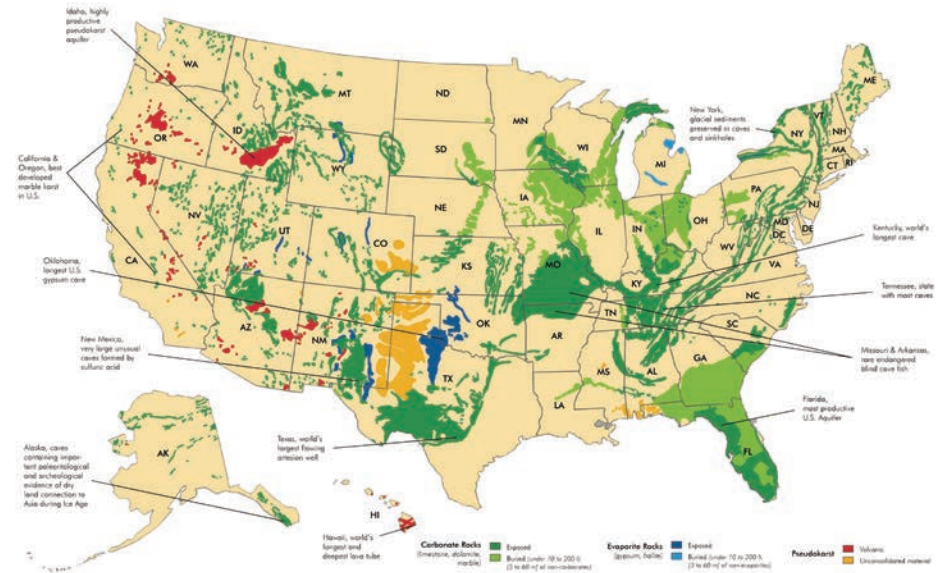 Idaho, highly
productive
pseudokarst
aquifer
WA
MT
ND
MN
ME
OR
ID
WY
SD
WI
MI
New York,
glacial sediments
preserved in caves
and sinkholes
NY
VT
NH
MA
CT
RI
California &
Oregon, best
developed
marble karst
in U.S.
NV
UT
CO
NE
IA
IL
IN
OH
PA
NJ
MD
DE
DC
WV
VA
Kentucky, world's
longest cave
CA
Oklahoma,
longest U.S.
gypsum cave
KS
MO
KY
Tennessee, state
with most caves
AZ
NM
OK
AR
TN
NC
SC
Missouri & Arkansas,
rare endangered
blind cave fish
New Mexico,
very large unusual
caves formed by
sulfuric acid
TX
LA
MS
AL
GA
Florida,
most productive
U.S. Aquifer
FL
Texas, world's
largest flowing
artesian well
AK
Alaska, caves
containing impor-
tant paleontological
and archeological
evidence of dry
land connection to
Asia during Ice Age
HI
Hawaii, world's
longest and
deepest lava tube
Carbonate Rocks
(limestone, dolomite,
marble)
Exposed
Buried (under 10 to 200 ft.
(3 to 60 m) of non-carbonates)
Evaporite Rocks
(gypsum, halite)
Exposed
Buried (under 10 to 200 ft.
(3 to 60 m) of non-evaporites)
Pseudokarst
Volcanic
Unconsolidated material